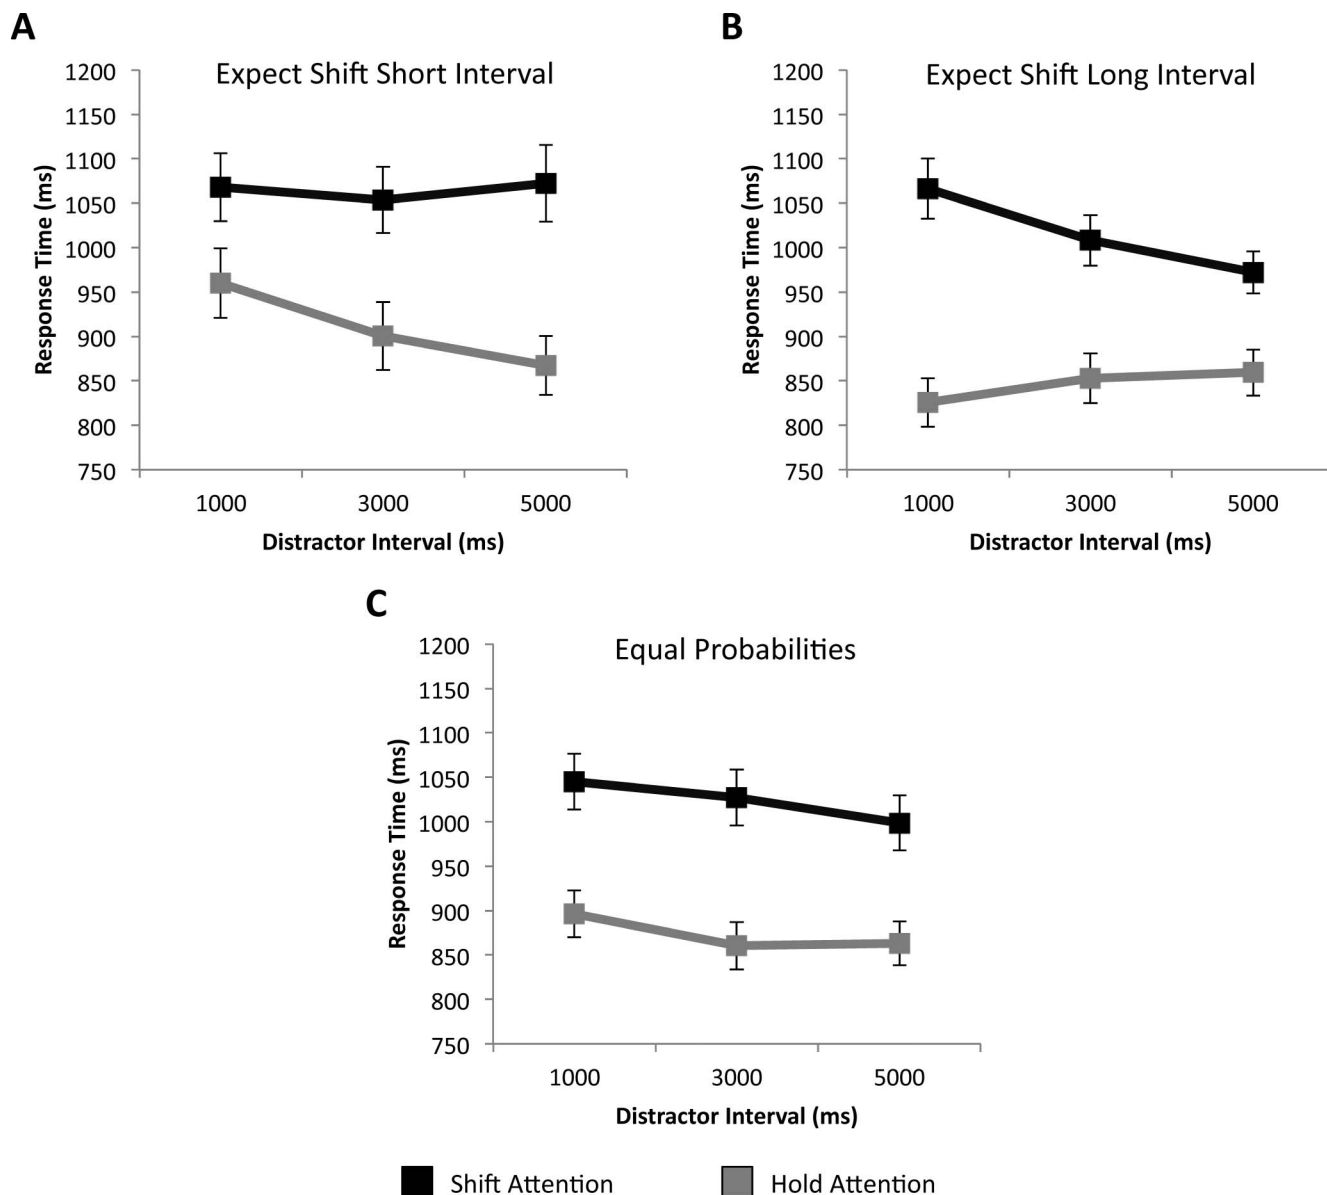 A
Expect Shift Short Interval
1200
1150
1100
1050
1000
950
900
850
800
750
Response Time (ms)
1000 3000 5000
Distractor Interval (ms)
B
Expect Shift Long Interval
1200
1150
1100
1050
1000
950
900
850
800
750
Response Time (ms)
1000 3000 5000
Distractor Interval (ms)
C
Equal Probabilities
1200
1150
1100
1050
1000
950
900
850
800
750
Response Time (ms)
1000 3000 5000
Distractor Interval (ms)
Shift Attention Hold Attention